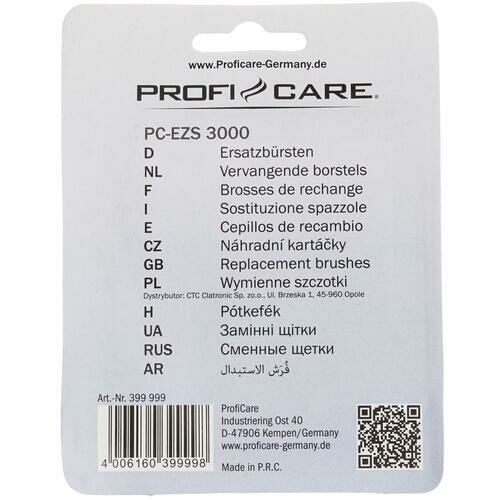 www.Proficare-Germany.de
PROFI CARE®
PC-EZS 3000
D Ersatzbürsten
NL Vervangende borstels
F Brosses de rechange
I Sostituzione spazzole
E Cepillos de recambio
CZ Náhradní kartáčky
GB Replacement brushes
PL Wymienne szczotki
Dystrybutor: CTC Clatronic Sp. zo.o., Ul. Brzeska 1, 45-960 Opole
H Pótkefék
UA Замінні щітки
RUS Сменные щетки
AR فُرَش الاستبدال
Art.-Nr. 399 999
4 006160 399998
ProfiCare
Industriering Ost 40
D-47906 Kempen/Germany
www.proficare-germany.de
Made in P.R.C.